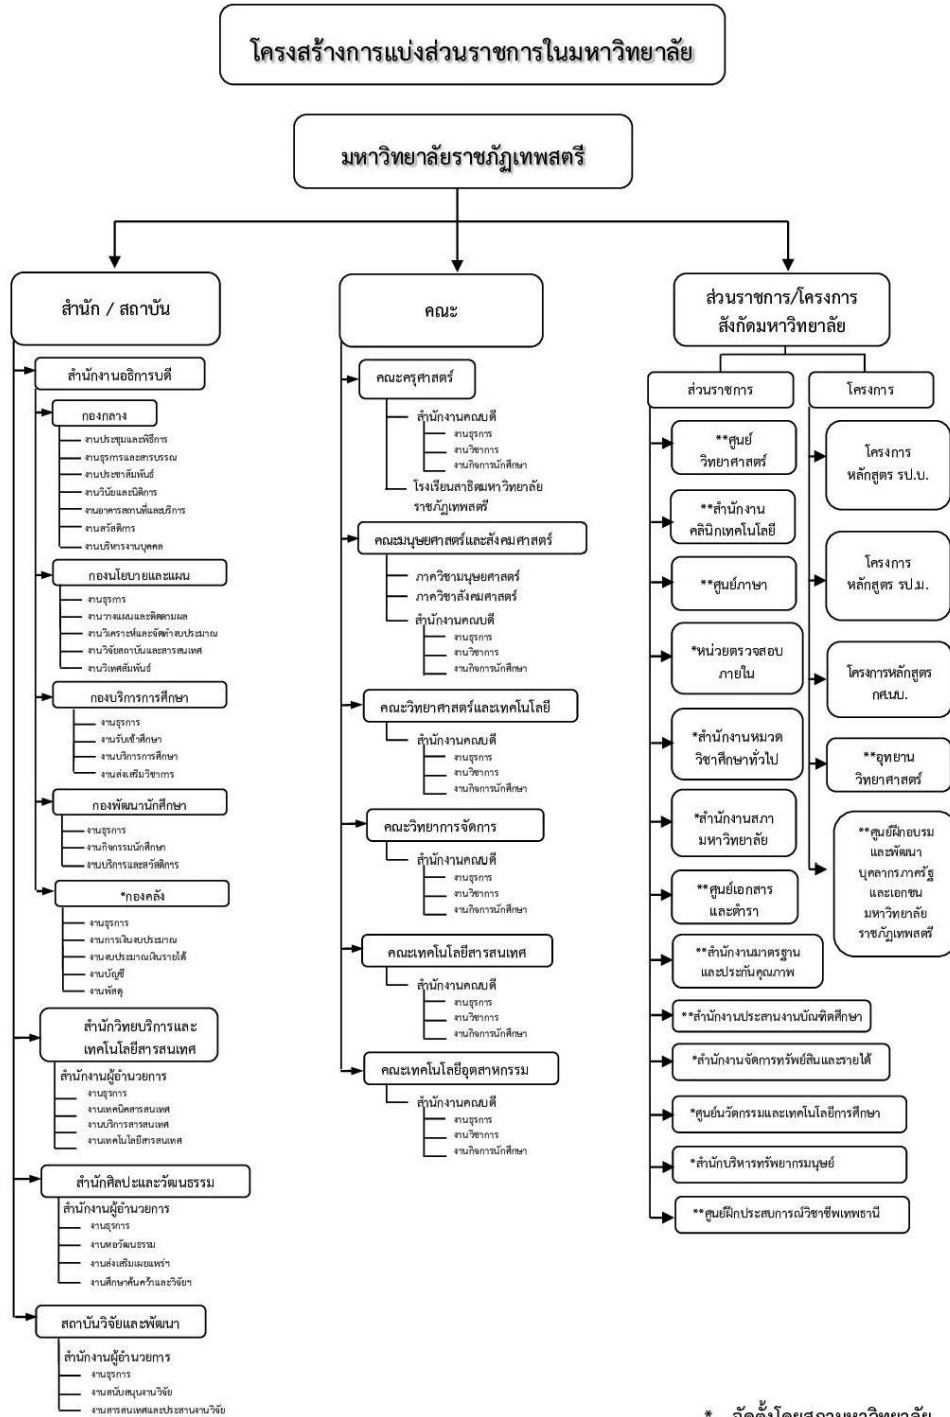 โครงสร้างการแบ่งส่วนราชการในมหาวิทยาลัย
มหาวิทยาลัยราชภัฏเทพสตรี
สำนัก / สถาบัน
สำนักงานอธิการบดี
กองกลาง
งานประชุมและพิธีการ
งานธุรการและสารบรรณ
งานประชาสัมพันธ์
งานวินัยและนิติการ
งานอาคารสถานที่และบริการ
งานสวัสดิการ
งานบริหารงานบุคคล
กองนโยบายและแผน
งานธุรการ
งานวางแผนและติดตามผล
งานวิเคราะห์และจัดทำงบประมาณ
งานวิจัยสถาบันและสารสนเทศ
งานวิเทศสัมพันธ์
กองบริการการศึกษา
งานธุรการ
งานรับเข้าศึกษา
งานบริการการศึกษา
งานส่งเสริมวิชาการ
กองพัฒนานักศึกษา
งานธุรการ
งานกิจกรรมนักศึกษา
งานบริการและสวัสดิการ
*กองคลัง
งานธุรการ
งานการเงินงบประมาณ
งานงบประมาณเงินรายได้
งานบัญชี
งานพัสดุ
สำนักวิทยบริการและ
เทคโนโลยีสารสนเทศ
สำนักงานผู้อำนวยการ
งานธุรการ
งานเทคนิคสารสนเทศ
งานบริการสารสนเทศ
งานเทคโนโลยีสารสนเทศ
สำนักศิลปะและวัฒนธรรม
สำนักงานผู้อำนวยการ
งานธุรการ
งานหอวัฒนธรรม
งานส่งเสริมเผยแพร่ฯ
งานศึกษาค้นคว้าและวิจัยฯ
สถาบันวิจัยและพัฒนา
สำนักงานผู้อำนวยการ
งานธุรการ
งานสนับสนุนงานวิจัย
งานสารสนเทศและประสานงานวิจัย
คณะ
คณะครุศาสตร์
สำนักงานคณบดี
งานธุรการ
งานวิชาการ
งานกิจการนักศึกษา
โรงเรียนสาธิตมหาวิทยาลัย
ราชภัฏเทพสตรี
คณะมนุษยศาสตร์และสังคมศาสตร์
ภาควิชามนุษยศาสตร์
ภาควิชาสังคมศาสตร์
สำนักงานคณบดี
งานธุรการ
งานวิชาการ
งานกิจการนักศึกษา
คณะวิทยาศาสตร์และเทคโนโลยี
สำนักงานคณบดี
งานธุรการ
งานวิชาการ
งานกิจการนักศึกษา
คณะวิทยาการจัดการ
สำนักงานคณบดี
งานธุรการ
งานวิชาการ
งานกิจการนักศึกษา
คณะเทคโนโลยีสารสนเทศ
สำนักงานคณบดี
งานธุรการ
งานวิชาการ
งานกิจการนักศึกษา
คณะเทคโนโลยีอุตสาหกรรม
สำนักงานคณบดี
งานธุรการ
งานวิชาการ
งานกิจการนักศึกษา
ส่วนราชการ/โครงการ
สังกัดมหาวิทยาลัย
ส่วนราชการ
**ศูนย์
วิทยาศาสตร์
**สำนักงาน
คลินิกเทคโนโลยี
**ศูนย์ภาษา
*หน่วยตรวจสอบ
ภายใน
*สำนักงานหมวด
วิชาศึกษาทั่วไป
*สำนักงานสภา
มหาวิทยาลัย
**ศูนย์เอกสาร
และตำรา
**สำนักงานมาตรฐาน
และประกันคุณภาพ
**สำนักงานประสานงานบัณฑิตศึกษา
*สำนักงานจัดการทรัพย์สินและรายได้
*ศูนย์นวัตกรรมและเทคโนโลยีการศึกษา
*สำนักบริหารทรัพยากรมนุษย์
**ศูนย์ฝึกประสบการณ์วิชาชีพเทพธานี
โครงการ
โครงการ
หลักสูตร รป.บ.
โครงการ
หลักสูตร รป.ม.
โครงการหลักสูตร
กศ.นบ.
**อุทยาน
วิทยาศาสตร์
**ศูนย์ฝึกอบรม
และพัฒนา
บุคลากรภาครัฐ
และเอกชน
มหาวิทยาลัย
ราชภัฏเทพสตรี
* จัดตั้งโดยสภามหาวิทยาลัย